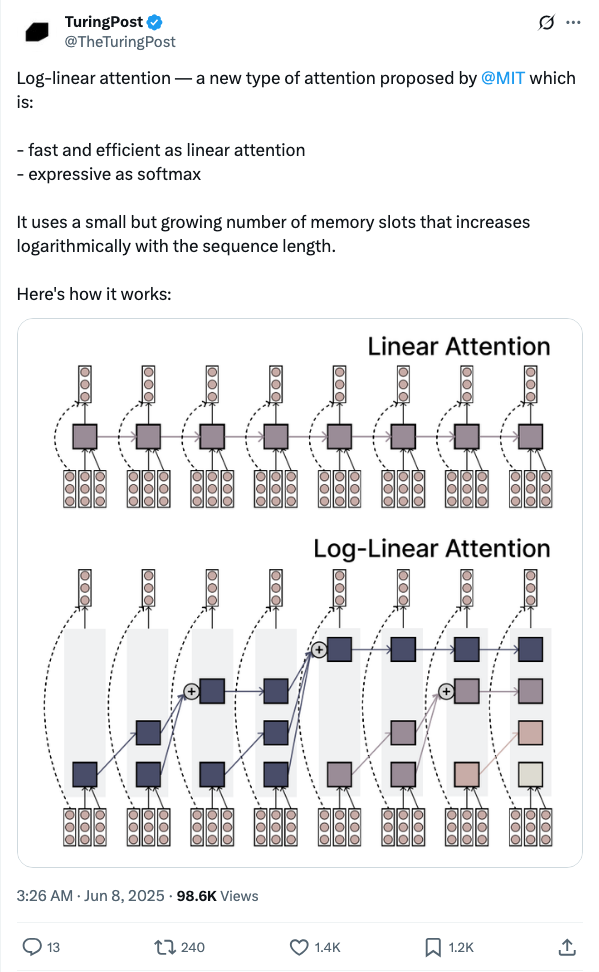 TuringPost
@TheTuringPost
Log-linear attention — a new type of attention proposed by @MIT which
is:
- fast and efficient as linear attention
- expressive as softmax
It uses a small but growing number of memory slots that increases
logarithmically with the sequence length.
Here's how it works:
Linear Attention
Log-Linear Attention
+
+
+
3:26 AM · Jun 8, 2025 · 98.6K Views
13 240 1.4K 1.2K